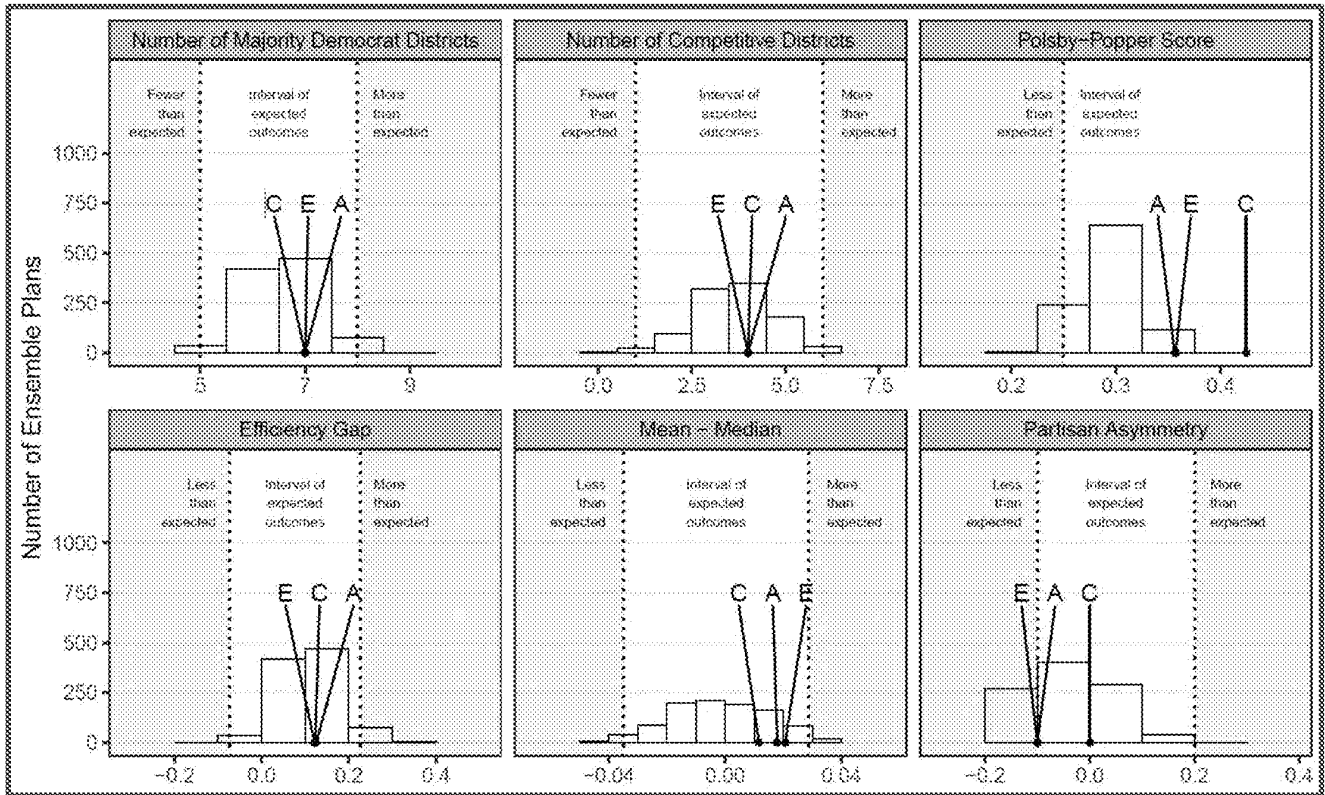 Number of Ensemble Plans
Number of Majority Democrat Districts
Fewer
than
expected
Interval of
expected
outcomes
More
than
expected
C E A
1000
750
500
250
0
5 7 9
Number of Competitive Districts
Fewer
than
expected
Interval of
expected
outcomes
More
than
expected
E C A
0.0 2.5 5.0 7.5
Polsby-Popper Score
Less
than
expected
Interval of
expected
outcomes
A E C
0.2 0.3 0.4
Efficiency Gap
Less
than
expected
Interval of
expected
outcomes
More
than
expected
E C A
1000
750
500
250
0
−0.2 0.0 0.2 0.4
Mean − Median
Less
than
expected
Interval of
expected
outcomes
More
than
expected
C A E
−0.04 0.00 0.04
Partisan Asymmetry
Less
than
expected
Interval of
expected
outcomes
More
than
expected
E A C
−0.2 0.0 0.2 0.4